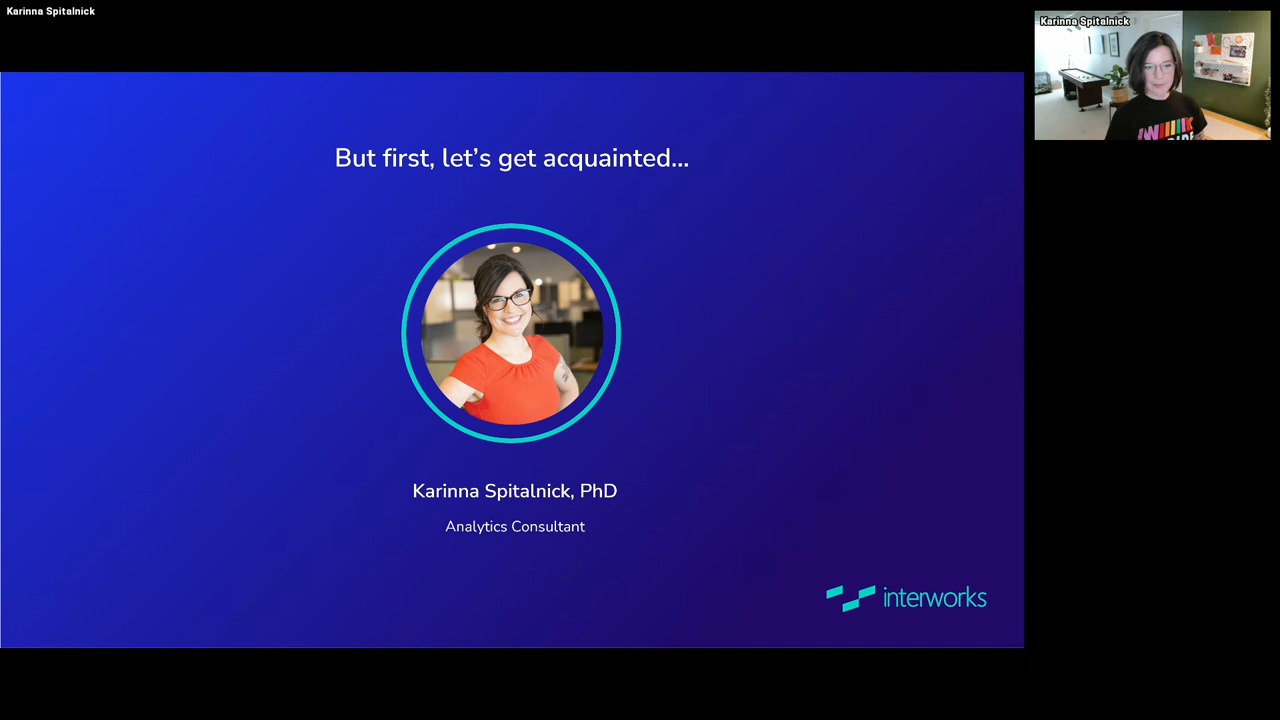 Karinna Spitalnick
Karinna Spitalnick
But first, let's get acquainted...
Karinna Spitalnick, PhD
Analytics Consultant
interworks